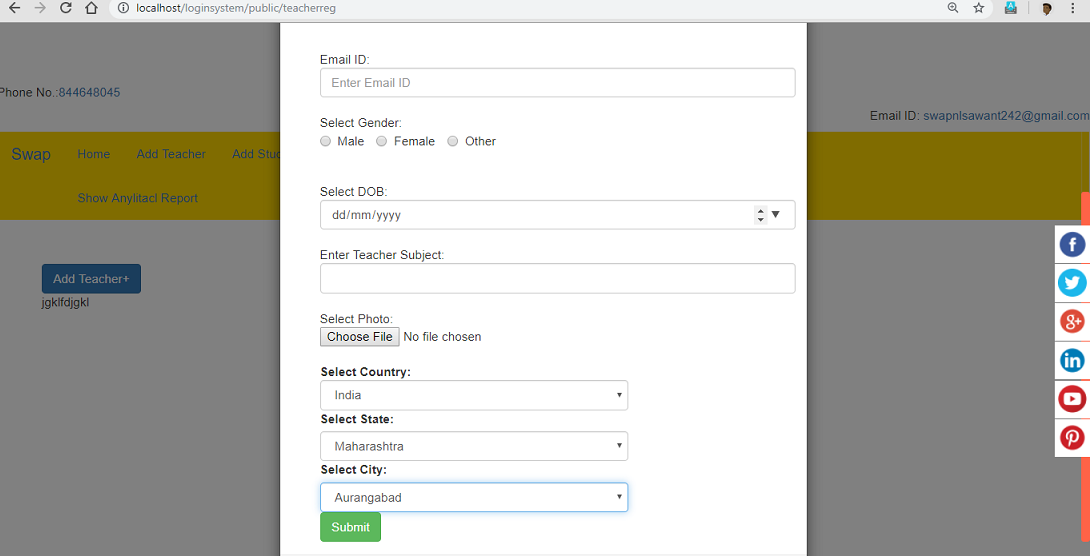 localhost/loginsystem/public/teacherreg
Phone No.:844648045
Email ID: swapnlsawant242@gmail.com
Swap Home Add Teacher Add Stu
Show Anylitacl Report
Add Teacher+
jgklfdjgkl
Email ID:
Enter Email ID
Select Gender:
Male Female Other
Select DOB:
dd/mm/yyyy
Enter Teacher Subject:
Select Photo:
Choose File No file chosen
Select Country:
India
Select State:
Maharashtra
Select City:
Aurangabad
Submit